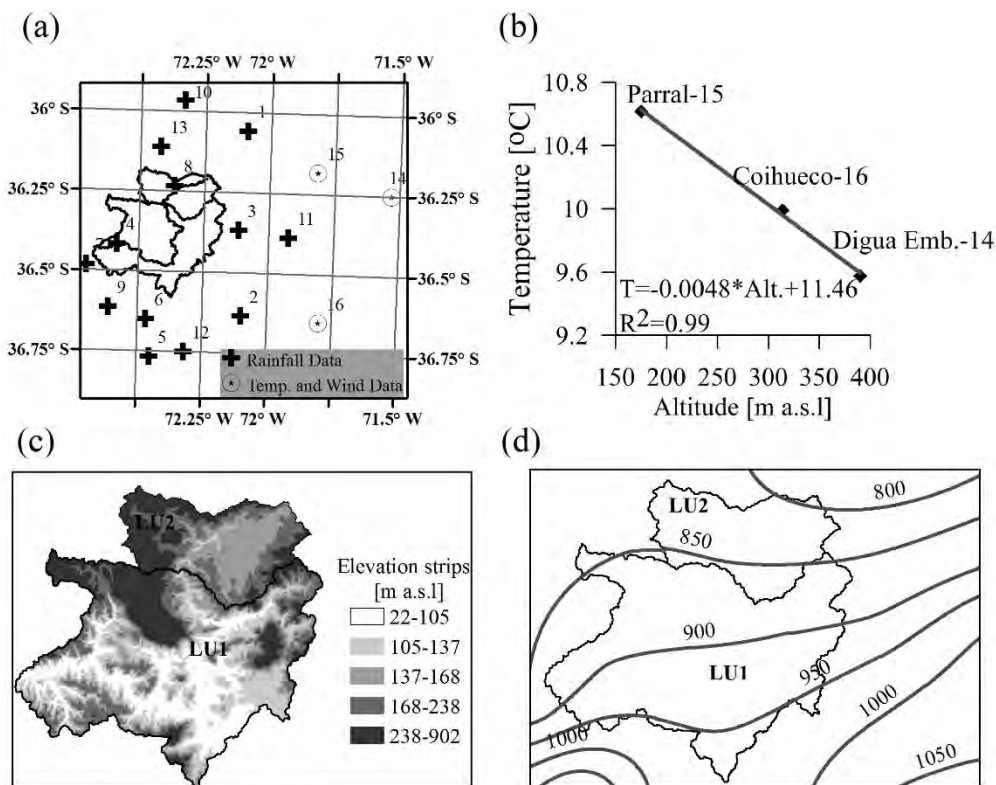 (a)
72.25° W 72° W 71.5° W
36° S
36.25° S
36.5° S
36.75° S
36° S
36.25° S
36.5° S
36.75° S
10
1
13
15
8
14
3
11
4
9
6
2
16
5
12
Rainfall Data
Temp. and Wind Data
72.25° W 72° W 71.5° W
(b)
Temperature [ºC]
10.8
10.4
10
9.6
9.2
Parral-15
Coihueco-16
Digua Emb.-14
T=-0.0048*Alt.+11.46
R2=0.99
150 200 250 300 350 400
Altitude [m a.s.l]
(c)
LU2
LU1
Elevation strips
[m a.s.l]
22-105
105-137
137-168
168-238
238-902
(d)
800
LU2
850
900
LU1
950
1000
1000
1050